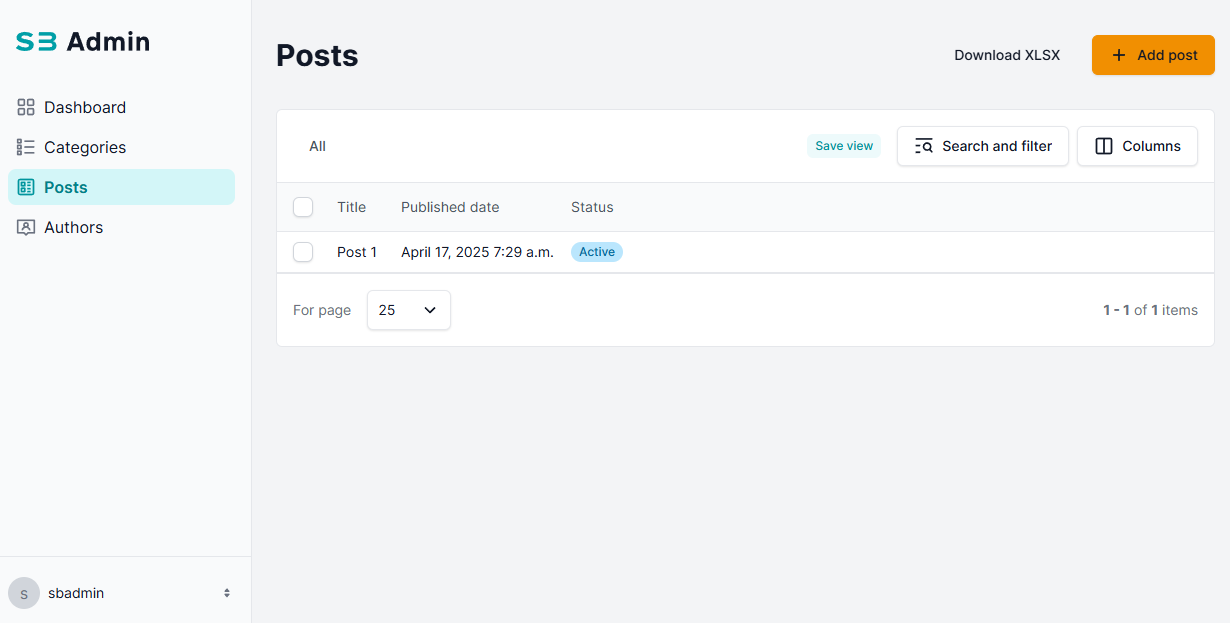 SB Admin
Dashboard
Categories
Posts
Authors
s
sbadmin
Posts
Download XLSX
+ Add post
All
Save view
Search and filter
Columns
Title Published date Status
Post 1 April 17, 2025 7:29 a.m. Active
For page 25
1 - 1 of 1 items